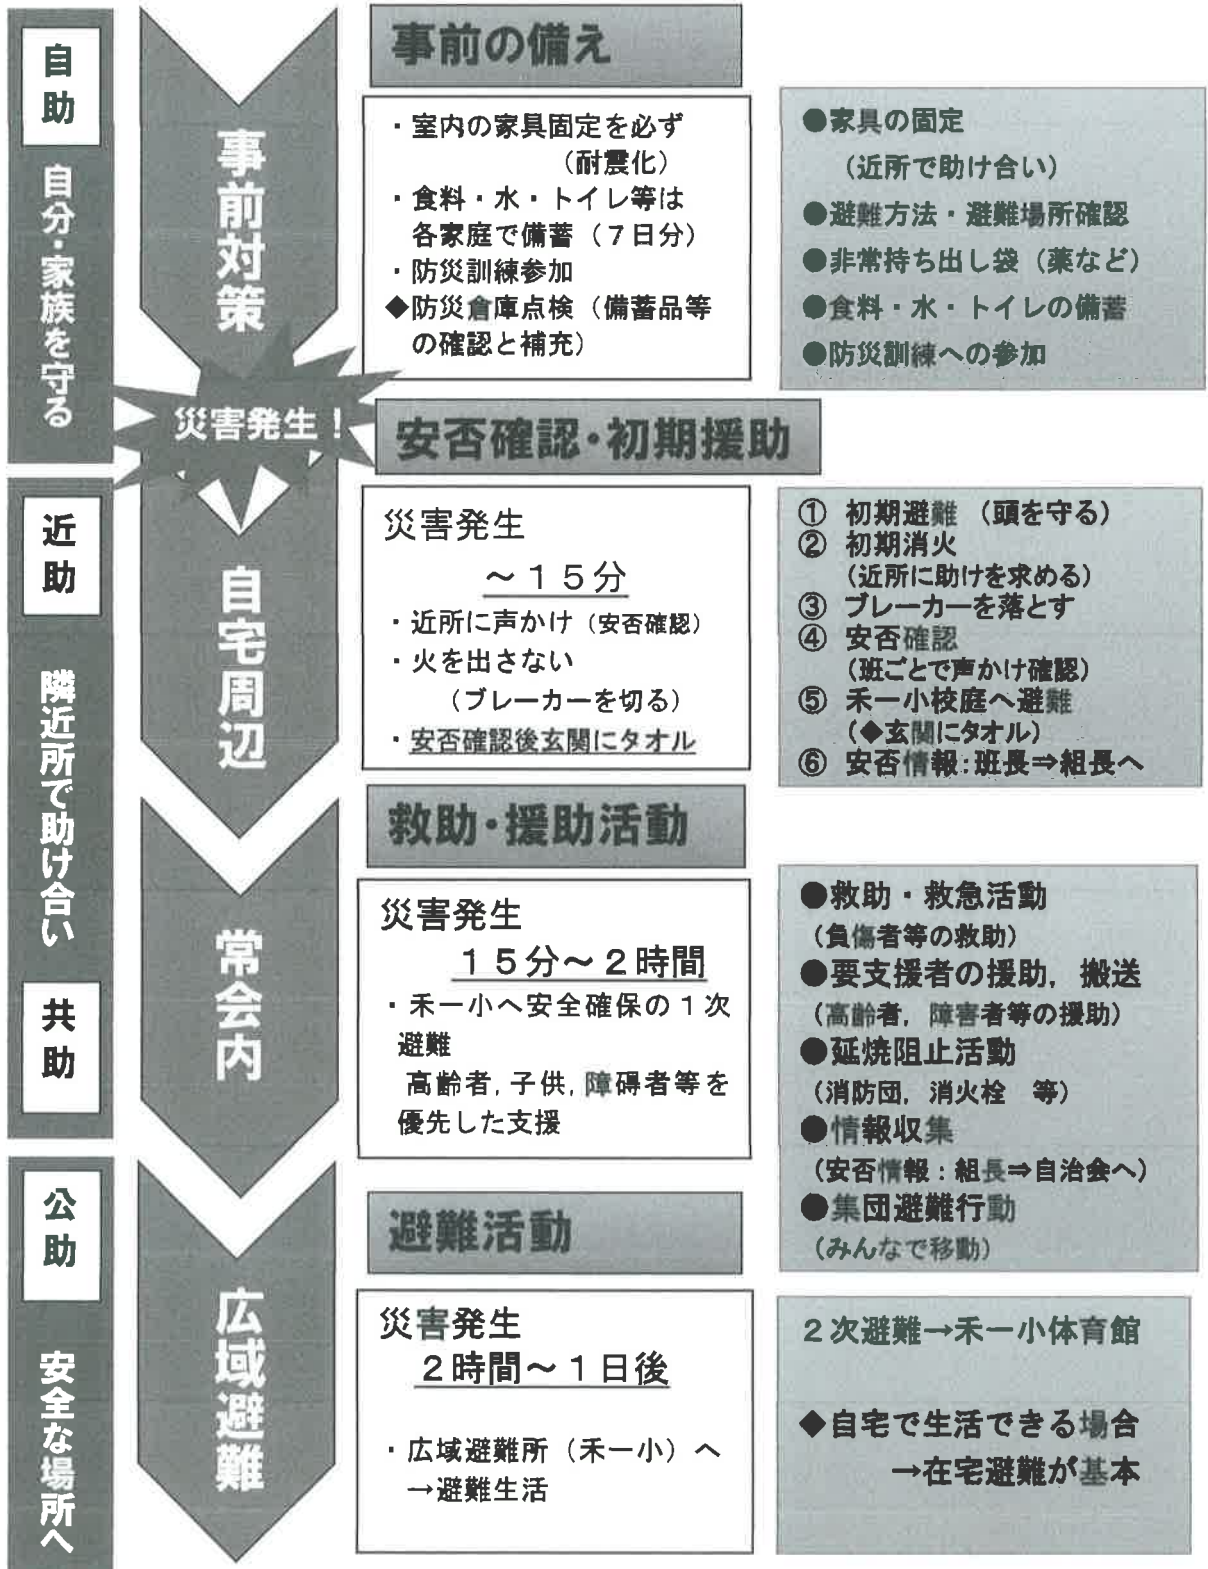 自助
自分・家族を守る
事前対策
事前の備え
・室内の家具固定を必ず
（耐震化）
・食料・水・トイレ等は
各家庭で備蓄（７日分）
・防災訓練参加
◆防災倉庫点検（備蓄品等
の確認と補充）
●家具の固定
（近所で助け合い）
●避難方法・避難場所確認
●非常持ち出し袋（薬など）
●食料・水・トイレの備蓄
●防災訓練への参加
災害発生！
近助
隣近所で助け合い
共助
自宅周辺
安否確認・初期援助
災害発生
～１５分
・近所に声かけ（安否確認）
・火を出さない
（ブレーカーを切る）
・安否確認後玄関にタオル
① 初期避難（頭を守る）
② 初期消火
（近所に助けを求める）
③ ブレーカーを落とす
④ 安否確認
（班ごとで声かけ確認）
⑤ 禾一小校庭へ避難
（◆玄関にタオル）
⑥ 安否情報：班長⇒組長へ
常会内
救助・援助活動
災害発生
１５分～２時間
・禾一小へ安全確保の１次
避難
高齢者，子供，障碍者等を
優先した支援
●救助・救急活動
（負傷者等の救助）
●要支援者の援助，搬送
（高齢者，障害者等の援助）
●延焼阻止活動
（消防団，消火栓　等）
●情報収集
（安否情報：組長⇒自治会へ）
●集団避難行動
（みんなで移動）
公助
安全な場所へ
広域避難
避難活動
災害発生
２時間～１日後
・広域避難所（禾一小）へ
→避難生活
２次避難→禾一小体育館
◆自宅で生活できる場合
→在宅避難が基本